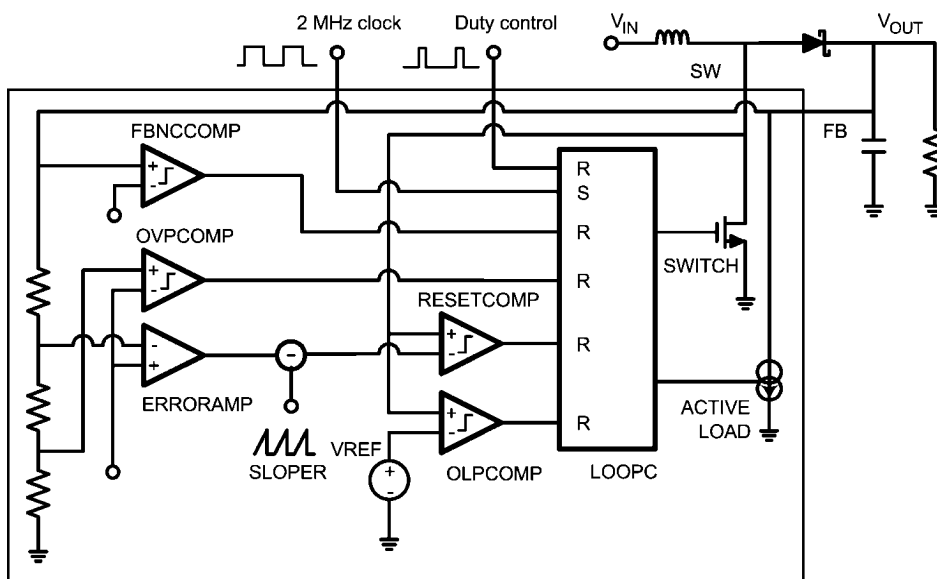 2 MHz clock
Duty control
VIN
VOUT
SW
FBNCCOMP
FB
+
-
R
S
OVPCOMP
R
SWITCH
+
-
R
RESETCOMP
-
+
-
+
-
R
ERRORAMP
ACTIVE
LOAD
+
-
R
SLOPER
VREF
OLPCOMP
LOOPC
+
-